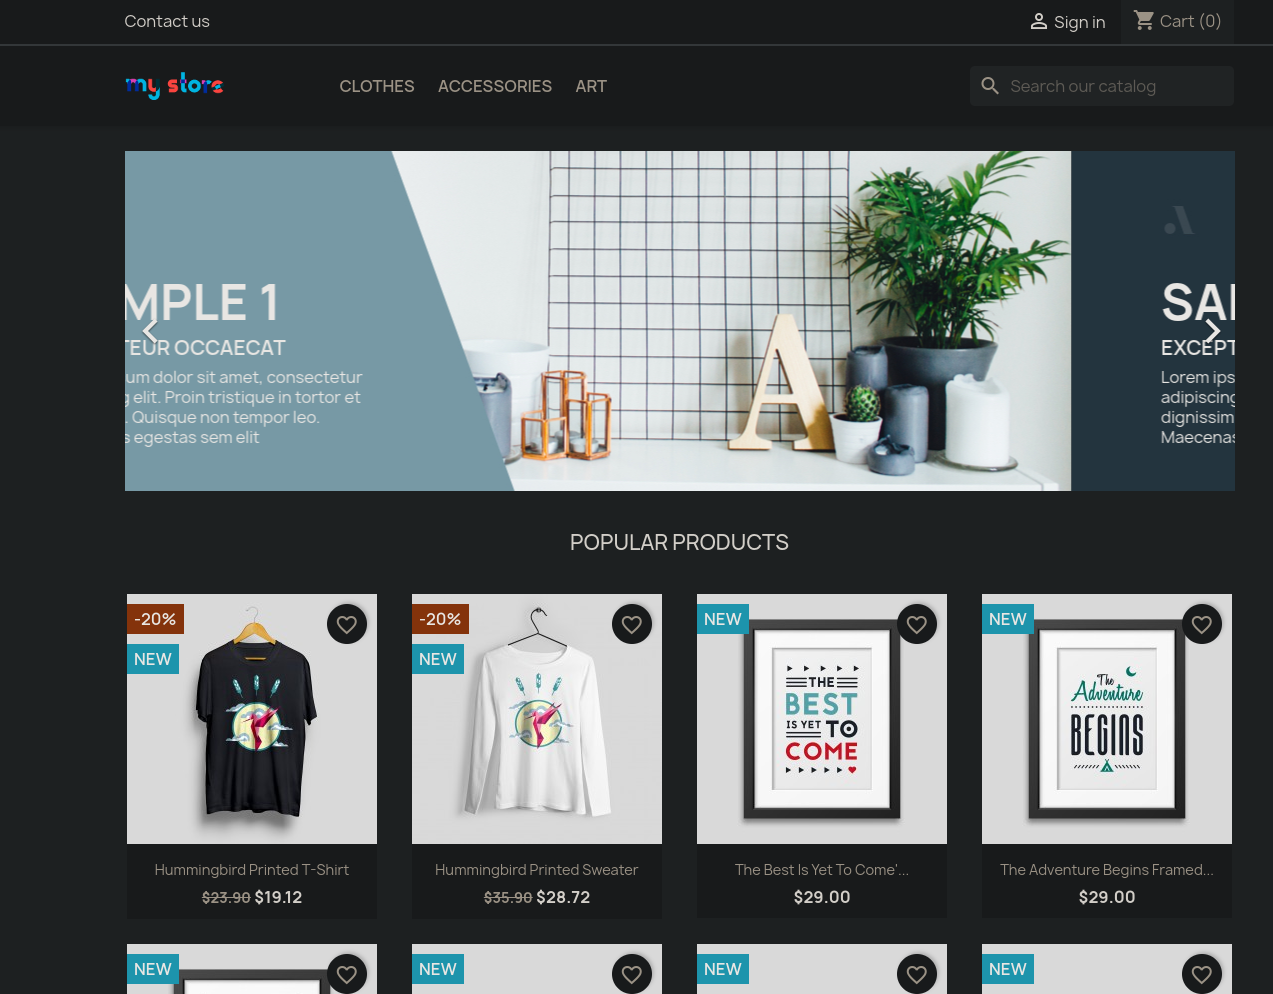 Contact us
Sign in
Cart (0)
my store
CLOTHES ACCESSORIES ART
Search our catalog
MPLE 1
TEUR OCCAECAT
um dolor sit amet, consectetur
g elit. Proin tristique in tortor et
. Quisque non tempor leo.
s egestas sem elit
A
SA
EXCEPT
Lorem ips
adipiscing
dignissim
Maecenas
POPULAR PRODUCTS
-20%
NEW
Hummingbird Printed T-Shirt
$23.90 $19.12
-20%
NEW
Hummingbird Printed Sweater
$35.90 $28.72
NEW
THE
BEST
IS YET TO
COME
The Best Is Yet To Come'...
$29.00
NEW
The
Adventure
BEGINS
The Adventure Begins Framed...
$29.00
NEW
NEW
NEW
NEW